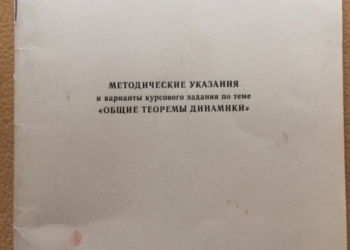 МЕТОДИЧЕСКИЕ УКАЗАНИЯ
и варианты курсового задания по теме
«ОБЩИЕ ТЕОРЕМЫ ДИНАМИКИ»